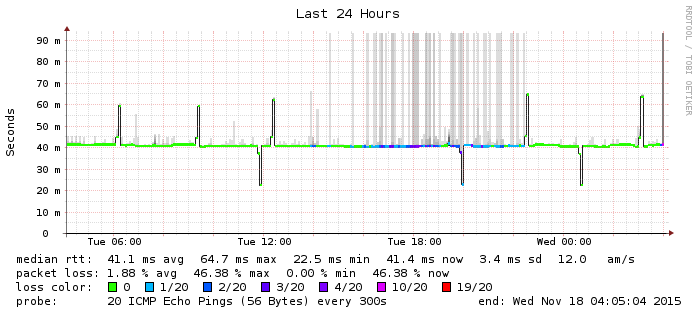 Last 24 Hours
RRDTOOL / TOBI OETIKER
Seconds
90 m
80 m
70 m
60 m
50 m
40 m
30 m
20 m
10 m
0
Tue 06:00 Tue 12:00 Tue 18:00 Wed 00:00
median rtt: 41.1 ms avg 64.7 ms max 22.5 ms min 41.4 ms now 3.4 ms sd 12.0 am/s
packet loss: 1.88 % avg 46.38 % max 0.00 % min 46.38 % now
loss color: 0 1/20 2/20 3/20 4/20 10/20 19/20
probe: 20 ICMP Echo Pings (56 Bytes) every 300s end: Wed Nov 18 04:05:04 2015